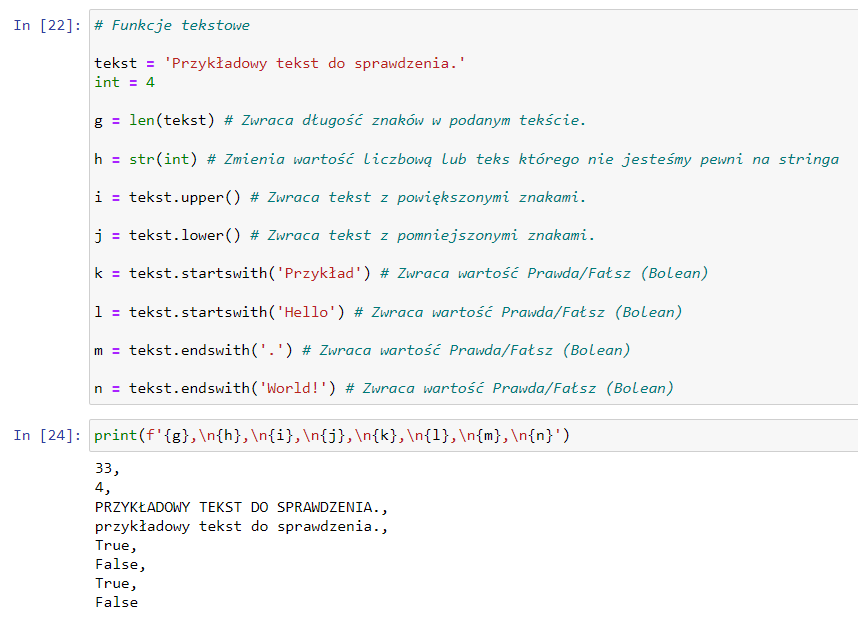 In [22]: # Funkcje tekstowe
tekst = 'Przykładowy tekst do sprawdzenia.'
int = 4
g = len(tekst) # Zwraca długość znaków w podanym tekście.
h = str(int) # Zmienia wartość liczbową lub teks którego nie jesteśmy pewni na stringa
i = tekst.upper() # Zwraca tekst z powiększonymi znakami.
j = tekst.lower() # Zwraca tekst z pomniejszonymi znakami.
k = tekst.startswith('Przykład') # Zwraca wartość Prawda/Fałsz (Bolean)
l = tekst.startswith('Hello') # Zwraca wartość Prawda/Fałsz (Bolean)
m = tekst.endswith('.') # Zwraca wartość Prawda/Fałsz (Bolean)
n = tekst.endswith('World!') # Zwraca wartość Prawda/Fałsz (Bolean)
In [24]: print(f'{g},\n{h},\n{i},\n{j},\n{k},\n{l},\n{m},\n{n}')
33,
4,
PRZYKŁADOWY TEKST DO SPRAWDZENIA.,
przykładowy tekst do sprawdzenia.,
True,
False,
True,
False